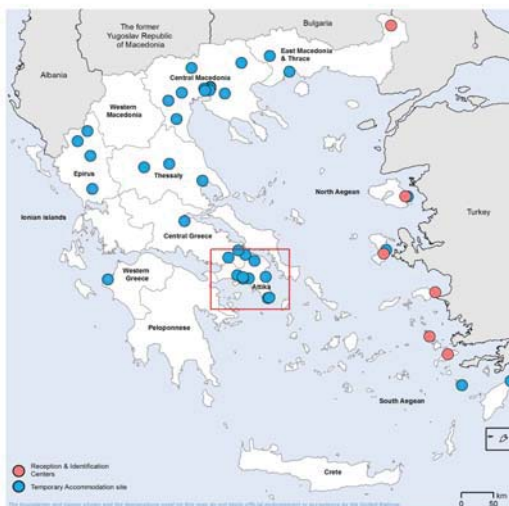 The former
Yugoslav Republic
of Macedonia
Bulgaria
Albania
East Macedonia
& Thrace
Central Macedonia
Western
Macedonia
Epirus
Thessaly
North Aegean
Turkey
Ionian islands
Central Greece
Western
Greece
Attika
Peloponnese
South Aegean
Crete
Reception & Identification
Centers
Temporary Accommodation site
km
0
50